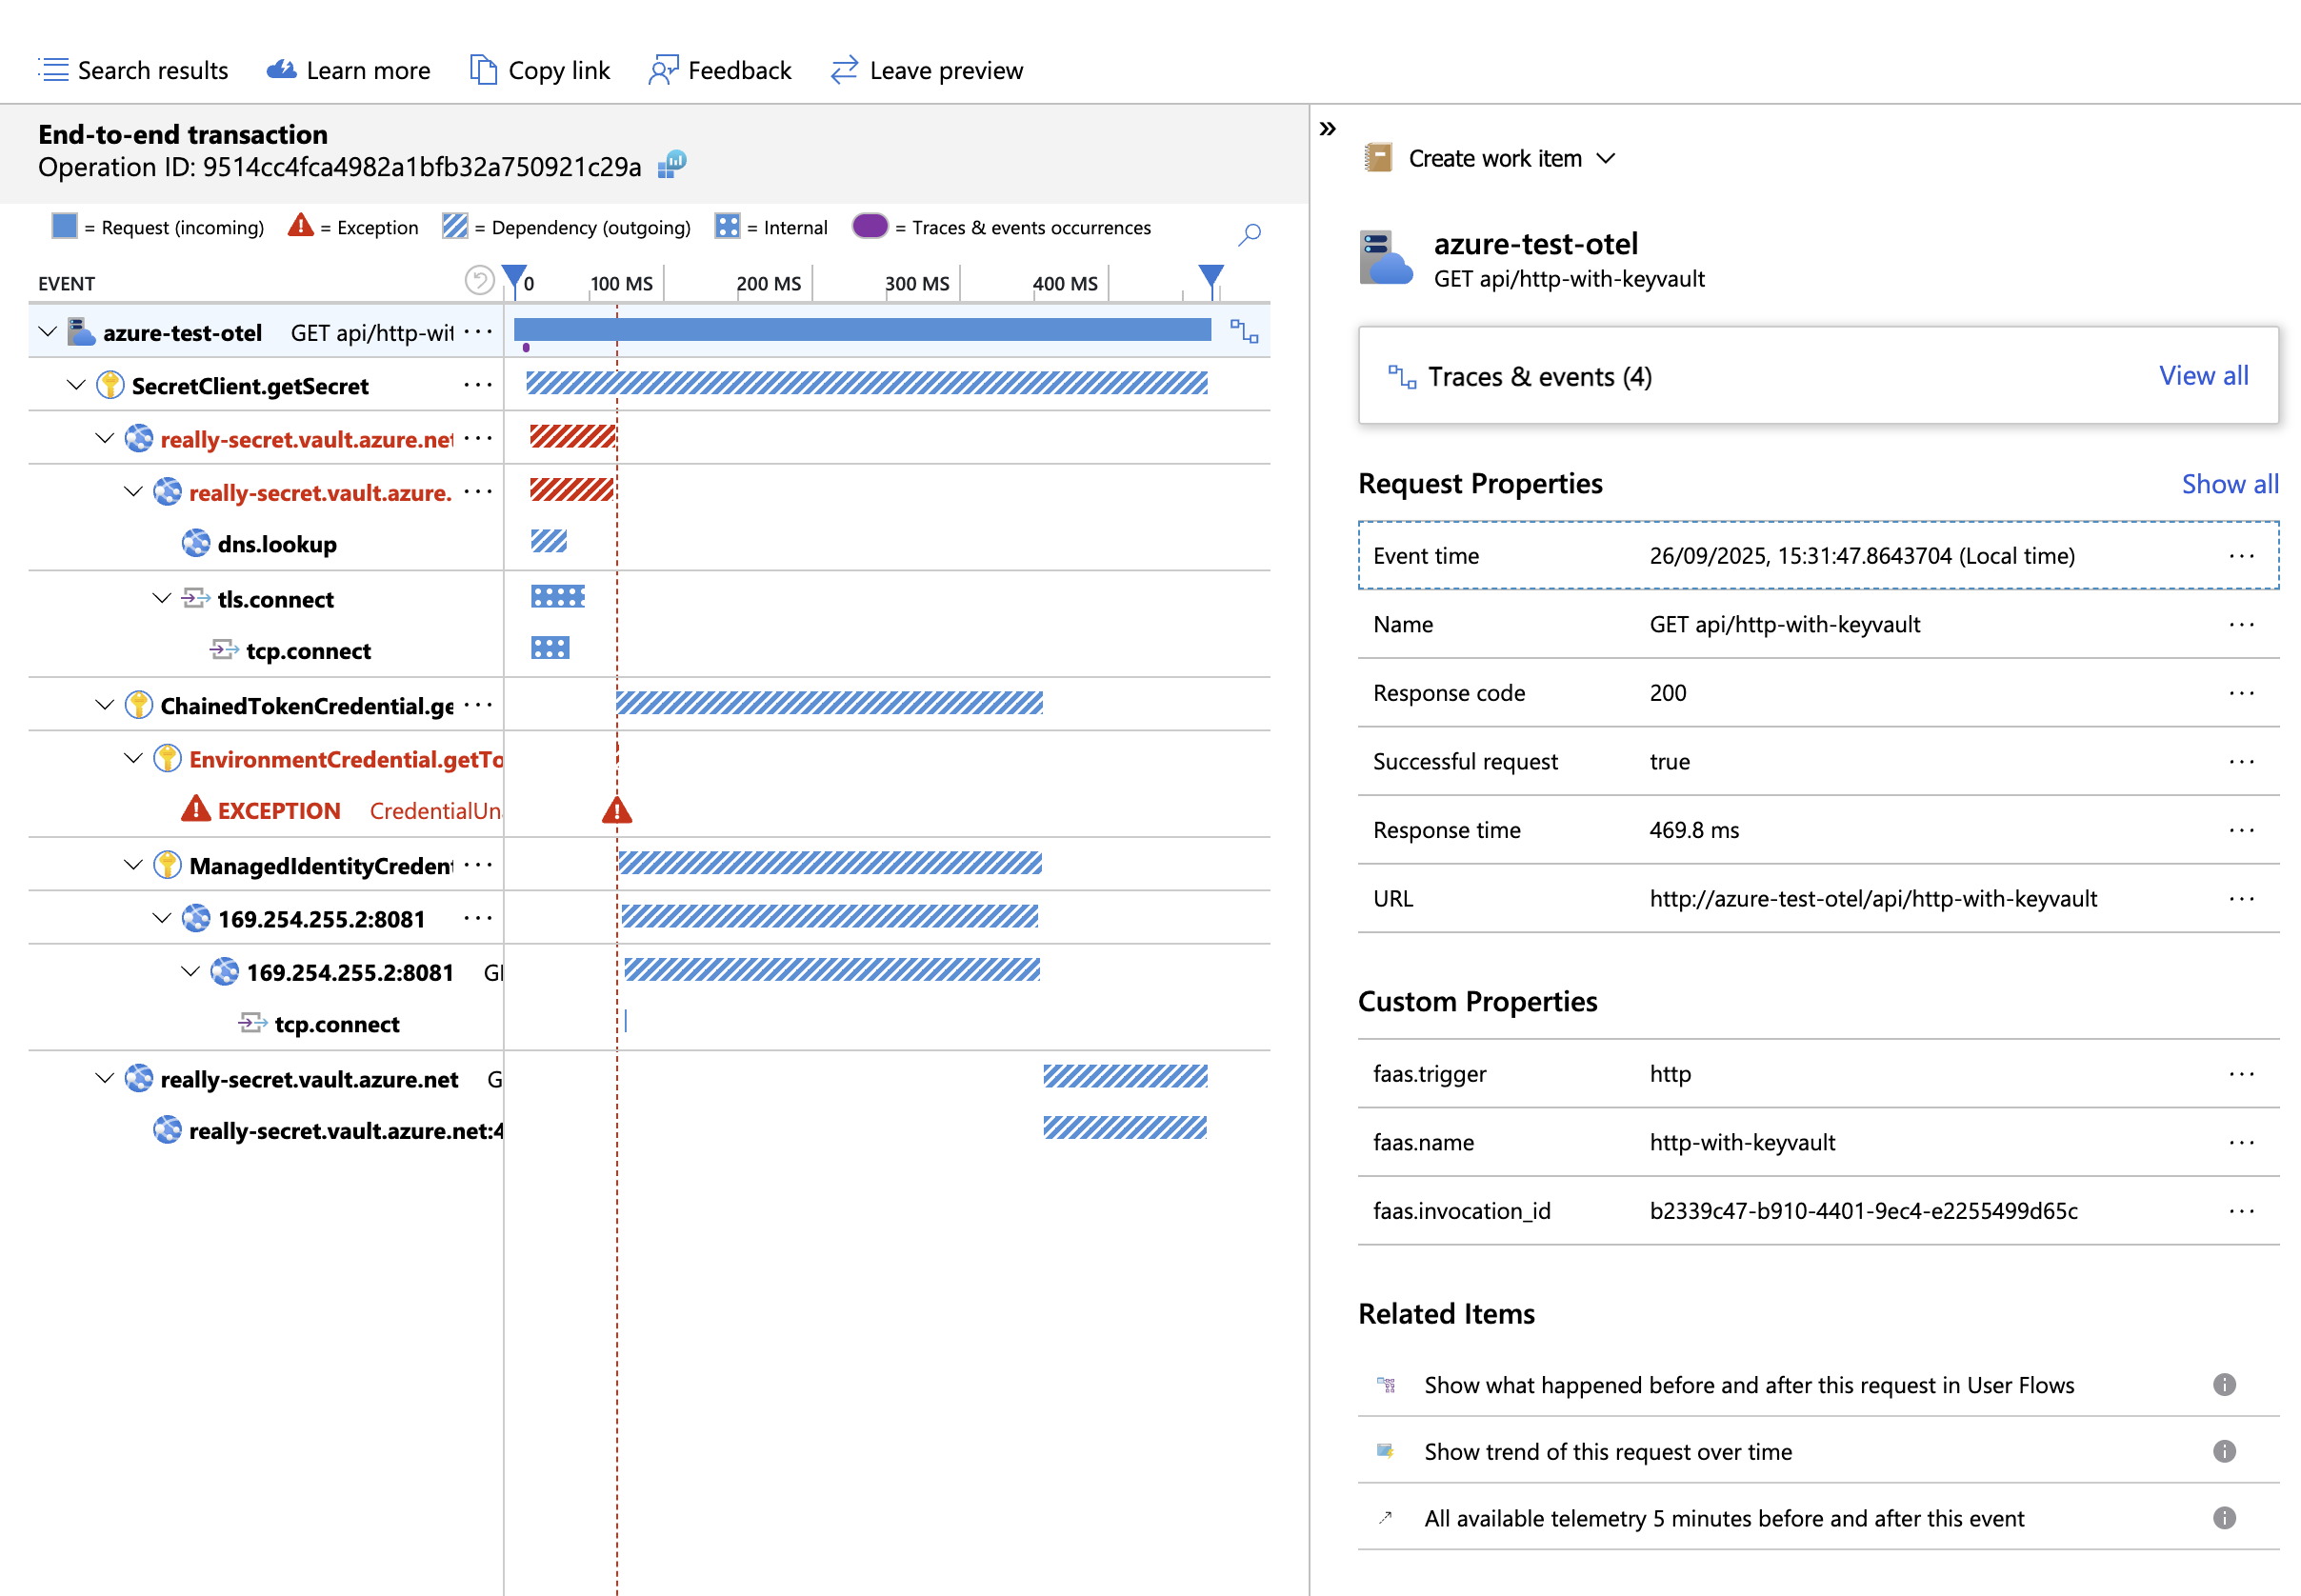 Search results Learn more Copy link Feedback Leave preview
End-to-end transaction
Operation ID: 9514cc4fca4982a1bfb32a750921c29a
= Request (incoming) = Exception = Dependency (outgoing) = Internal = Traces & events occurrences
EVENT 0 100 MS 200 MS 300 MS 400 MS
azure-test-otel GET api/http-wit ···
SecretClient.getSecret ···
really-secret.vault.azure.net ···
really-secret.vault.azure. ···
dns.lookup
tls.connect
tcp.connect
ChainedTokenCredential.ge ···
EnvironmentCredential.getTo
EXCEPTION CredentialUn
ManagedIdentityCredent ···
169.254.255.2:8081 ···
169.254.255.2:8081 GI
tcp.connect
really-secret.vault.azure.net G
really-secret.vault.azure.net:4
Create work item
azure-test-otel
GET api/http-with-keyvault
Traces & events (4) View all
Request Properties Show all
Event time 26/09/2025, 15:31:47.8643704 (Local time) ···
Name GET api/http-with-keyvault ···
Response code 200 ···
Successful request true ···
Response time 469.8 ms ···
URL http://azure-test-otel/api/http-with-keyvault ···
Custom Properties
faas.trigger http ···
faas.name http-with-keyvault ···
faas.invocation_id b2339c47-b910-4401-9ec4-e2255499d65c ···
Related Items
Show what happened before and after this request in User Flows
Show trend of this request over time
All available telemetry 5 minutes before and after this event